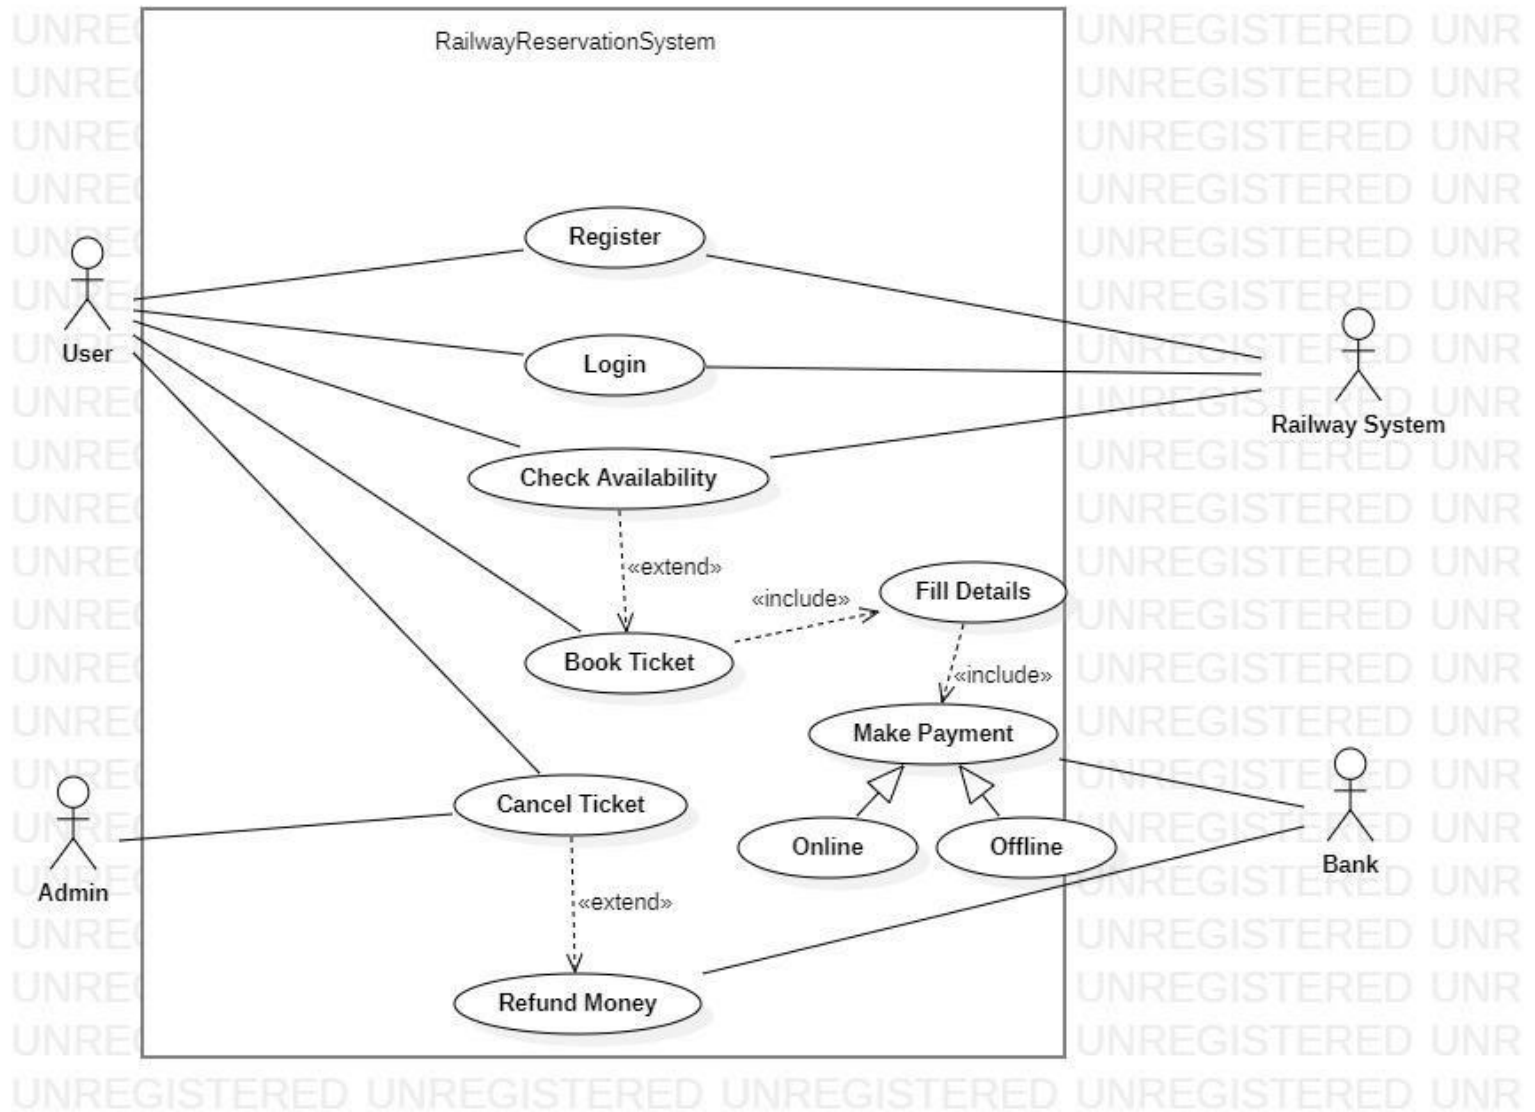 RailwayReservationSystem
Register
User
Login
Railway System
Check Availability
«extend»
Fill Details
«include»
Book Ticket
«include»
Make Payment
Cancel Ticket
Online
Offline
Bank
Admin
«extend»
Refund Money
UNREGISTERED UNREGISTERED UNREGISTERED UNREGISTERED UNR